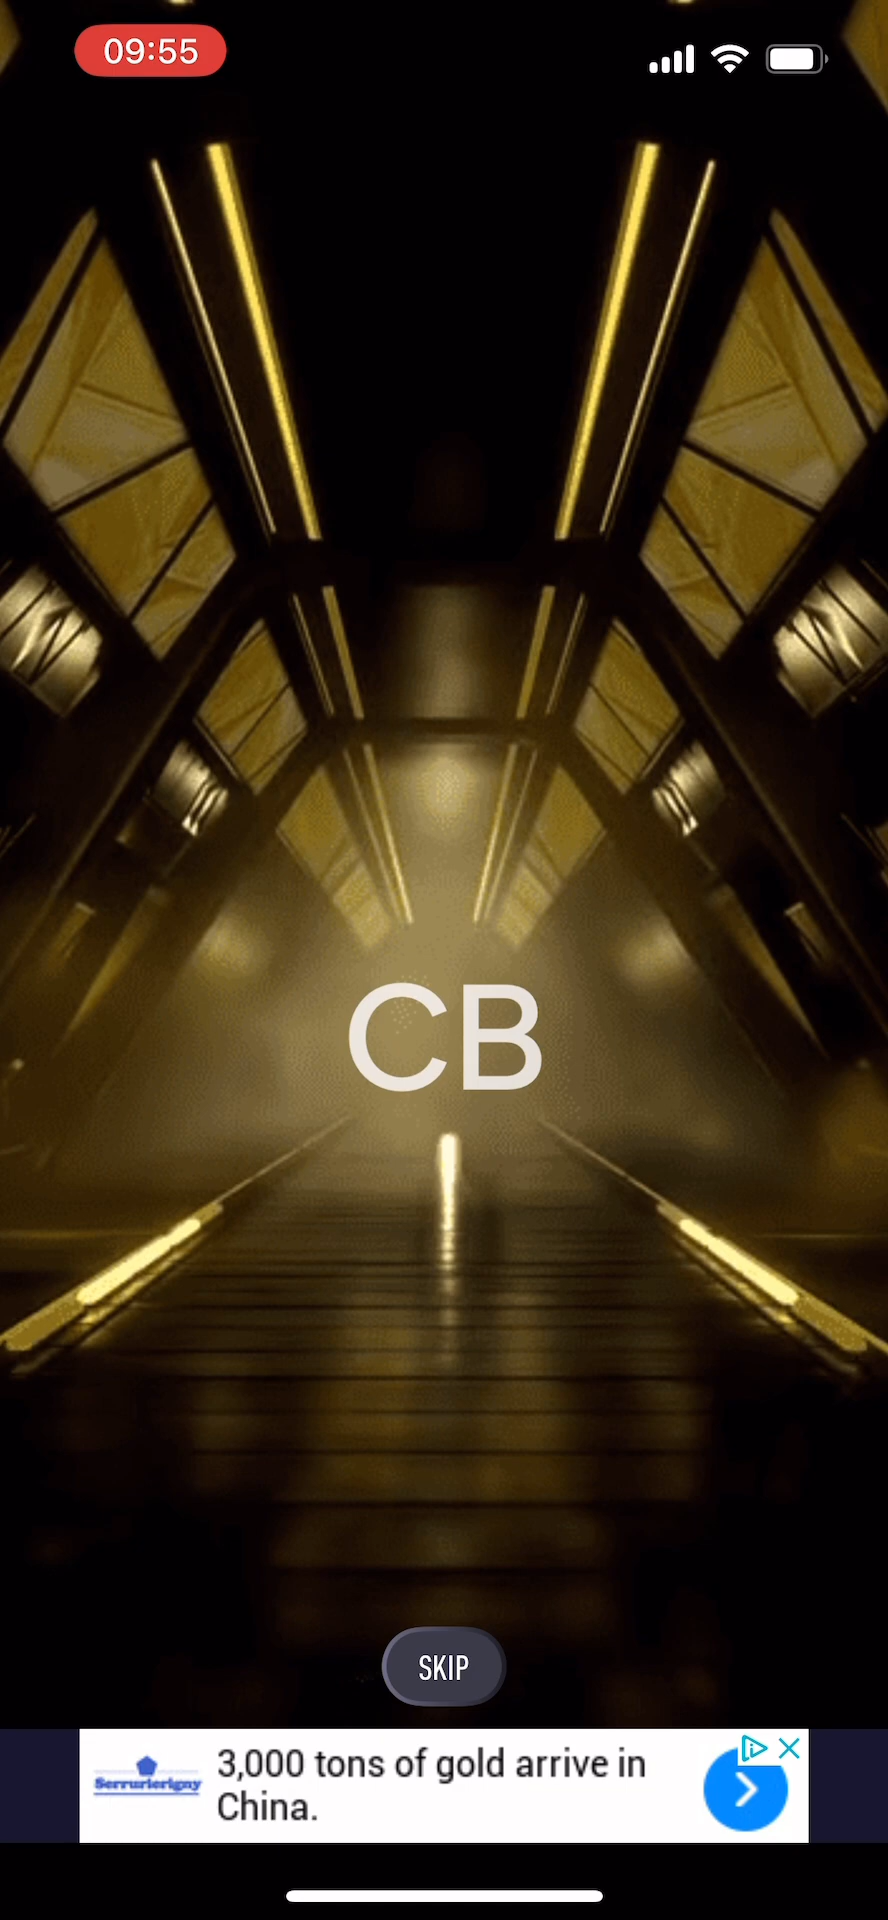 09:55
CB
SKIP
Serrurierigny
3,000 tons of gold arrive in
China.